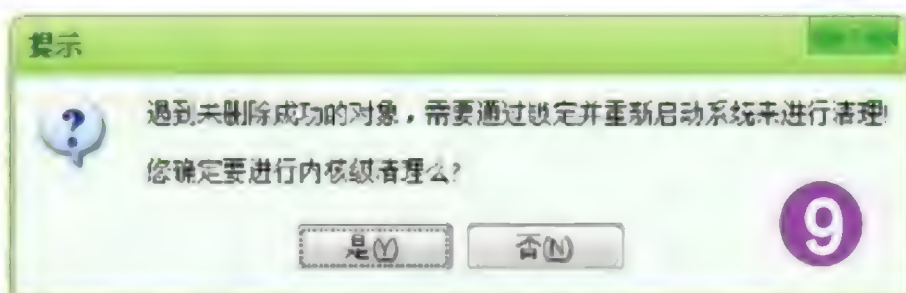 提示
遇到未删除成功的对象，需要通过锁定并重新启动系统来进行清理!
您确定要进行内核级清理么?
是(Y) 否(N)
9